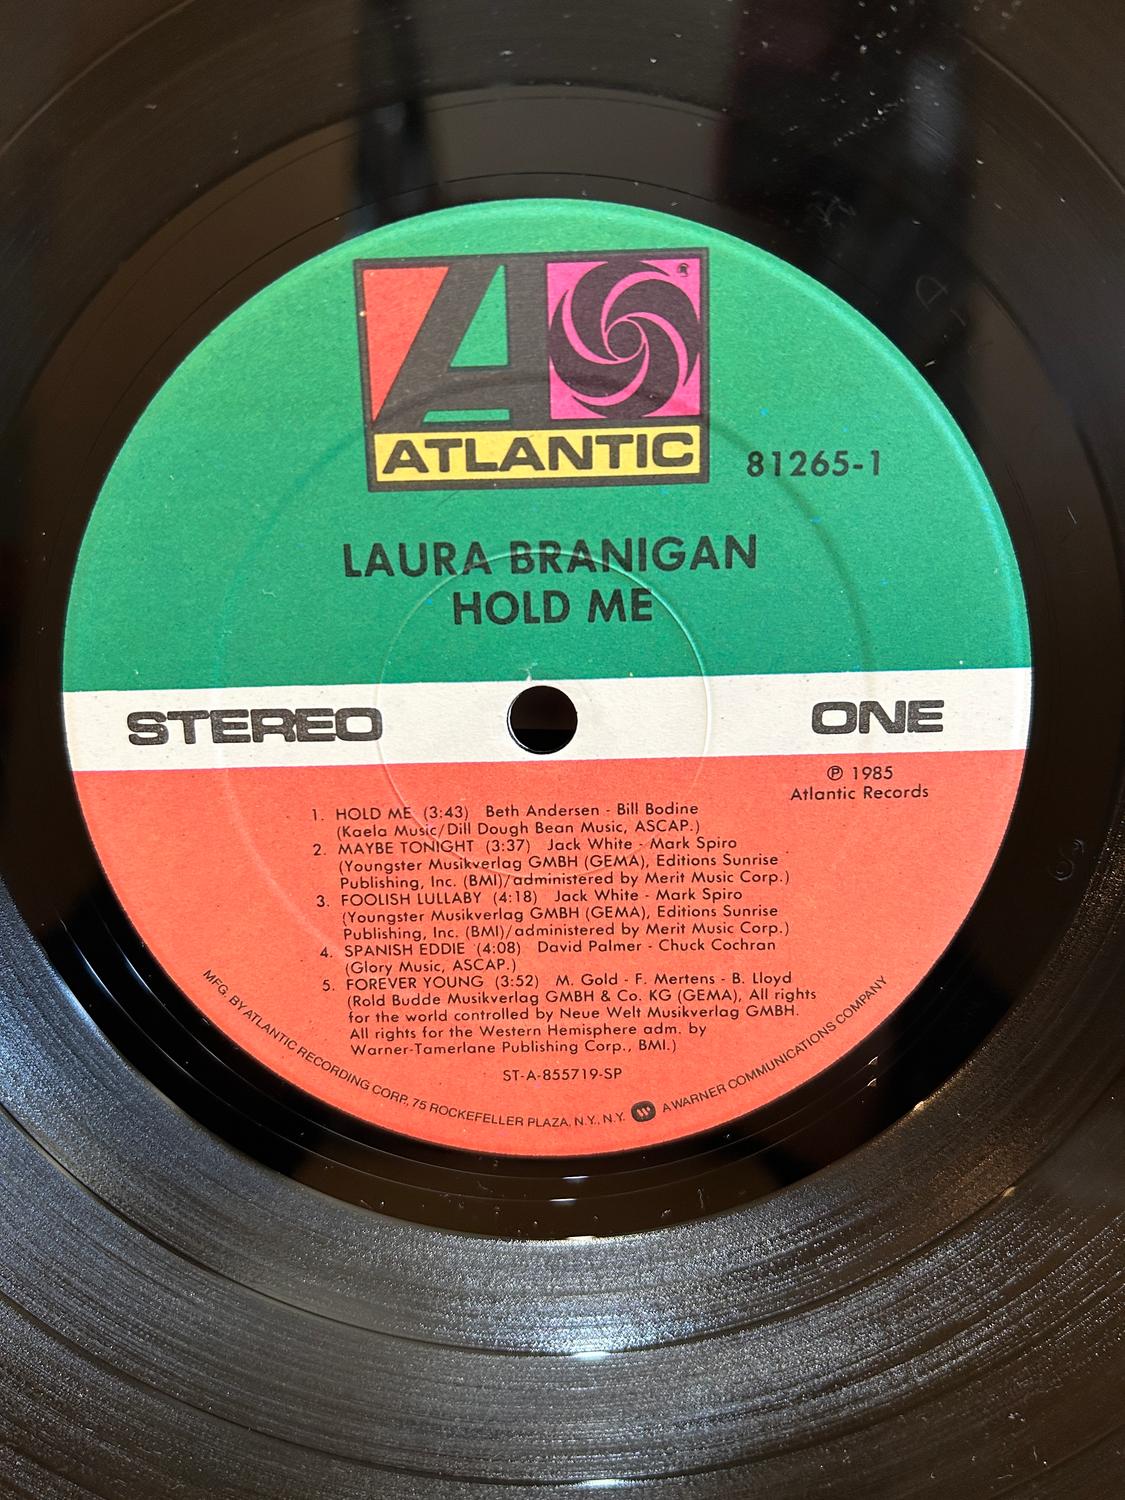 ®
ATLANTIC
81265-1
LAURA BRANIGAN
HOLD ME
STEREO
ONE
℗ 1985
Atlantic Records
1. HOLD ME (3:43) Beth Andersen - Bill Bodine
(Kaela Music/Dill Dough Bean Music, ASCAP.)
2. MAYBE TONIGHT (3:37) Jack White - Mark Spiro
(Youngster Musikverlag GMBH (GEMA), Editions Sunrise
Publishing, Inc. (BMI)/administered by Merit Music Corp.)
3. FOOLISH LULLABY (4:18) Jack White - Mark Spiro
(Youngster Musikverlag GMBH (GEMA), Editions Sunrise
Publishing, Inc. (BMI)/administered by Merit Music Corp.)
4. SPANISH EDDIE (4:08) David Palmer - Chuck Cochran
(Glory Music, ASCAP.)
5. FOREVER YOUNG (3:52) M. Gold - F. Mertens - B. Lloyd
(Rold Budde Musikverlag GMBH & Co. KG (GEMA), All rights
for the world controlled by Neue Welt Musikverlag GMBH.
All rights for the Western Hemisphere adm. by
Warner-Tamerlane Publishing Corp., BMI.)
ST-A-855719-SP
MFG. BY ATLANTIC RECORDING CORP., 75 ROCKEFELLER PLAZA, N.Y., N.Y. A WARNER COMMUNICATIONS COMPANY